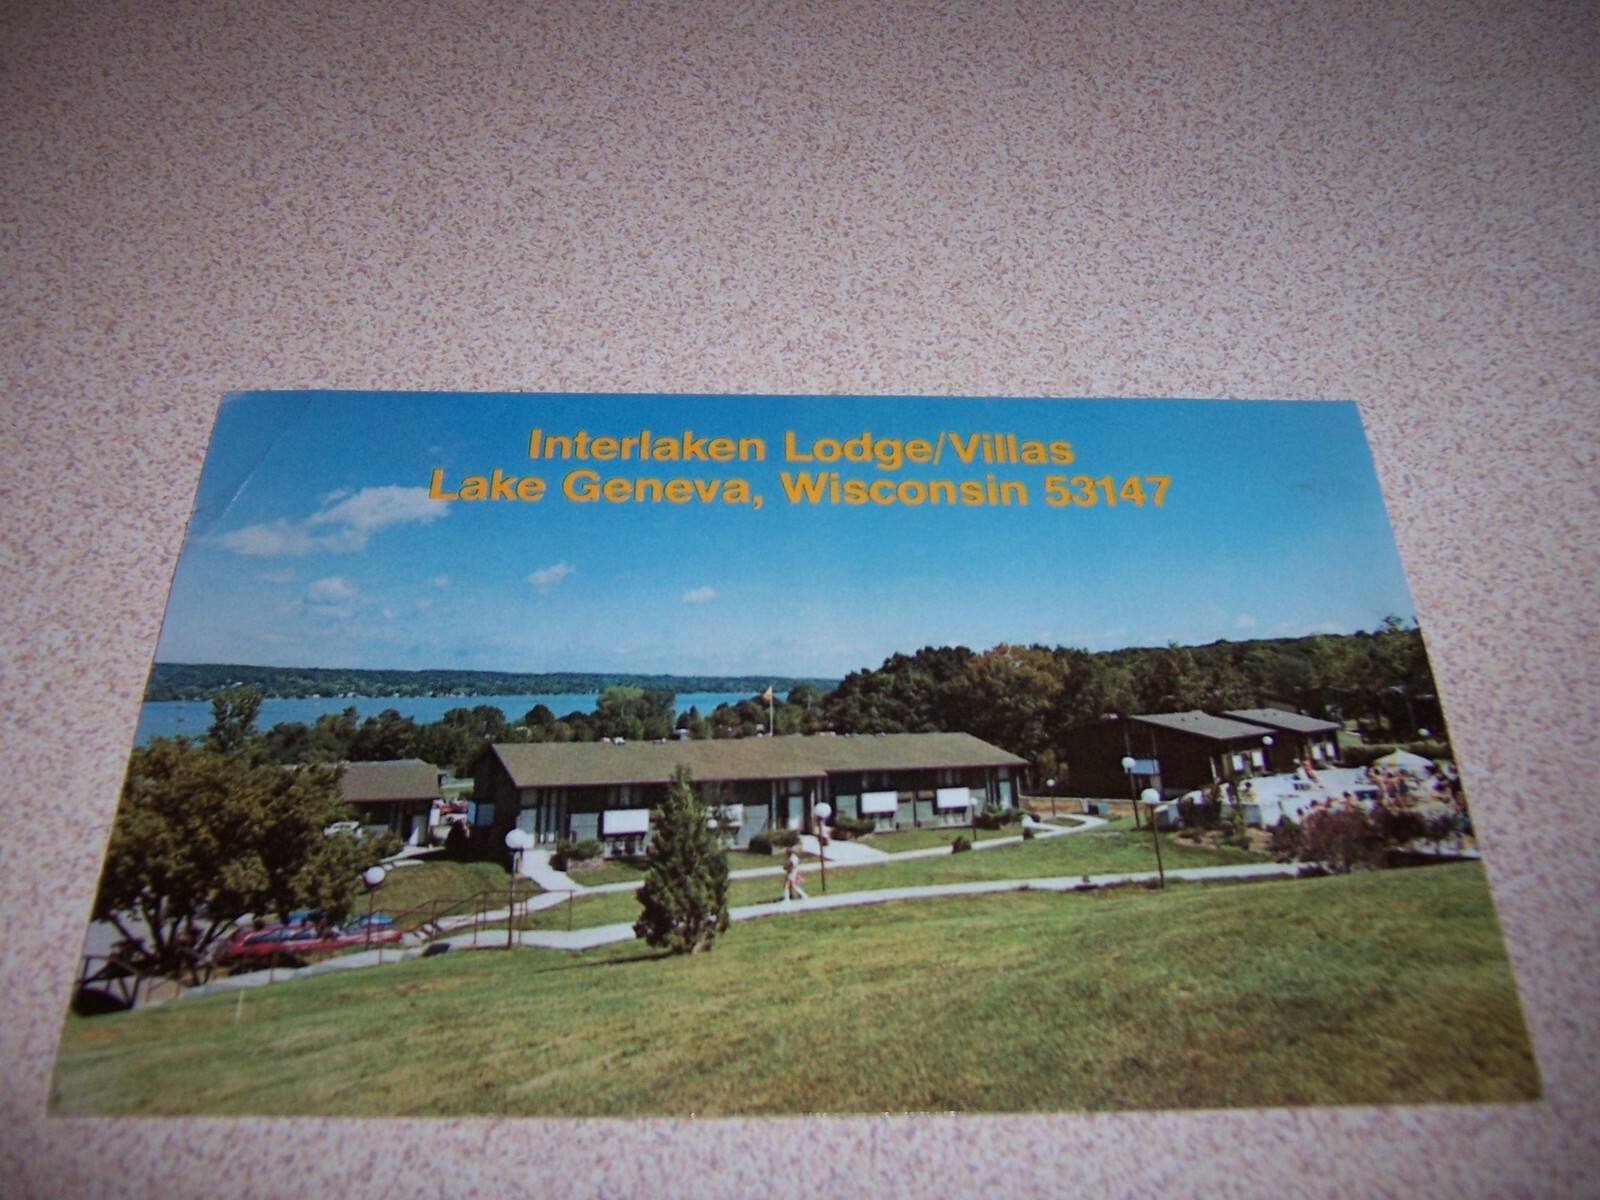 Interlaken Lodge/Villas
Lake Geneva, Wisconsin 53147